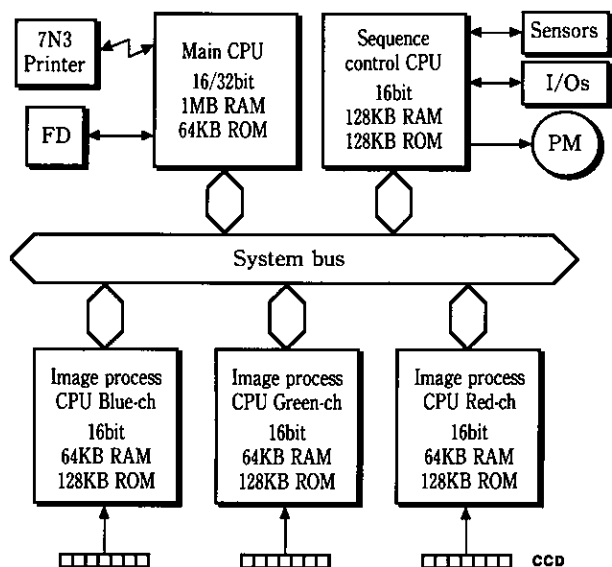 7N3
Printer
FD
Main CPU
16/32bit
1MB RAM
64KB ROM
Sequence
control CPU
16bit
128KB RAM
128KB ROM
Sensors
I/Os
PM
System bus
Image process
CPU Blue-ch
16bit
64KB RAM
128KB ROM
Image process
CPU Green-ch
16bit
64KB RAM
128KB ROM
Image process
CPU Red-ch
16bit
64KB RAM
128KB ROM
CCD